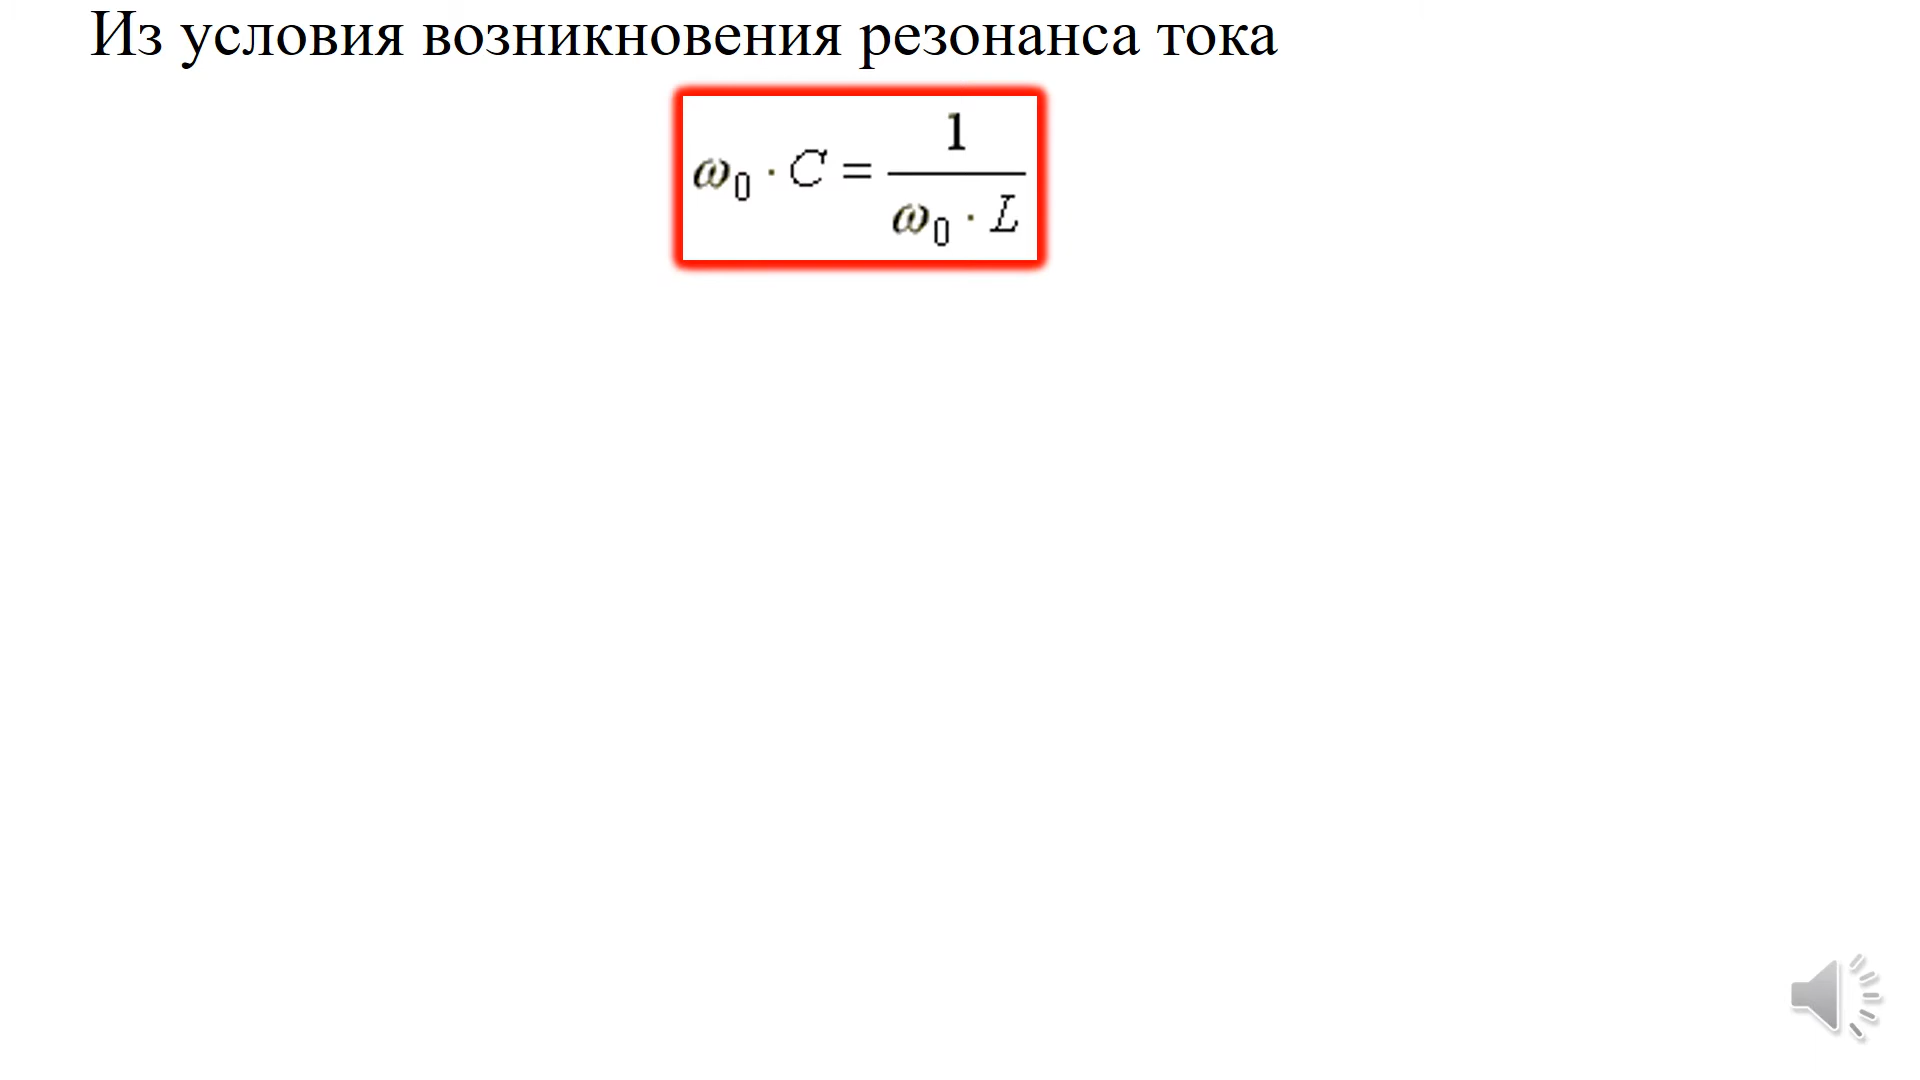 Из условия возникновения резонанса тока
ω₀ · C = 1 / (ω₀ · L)